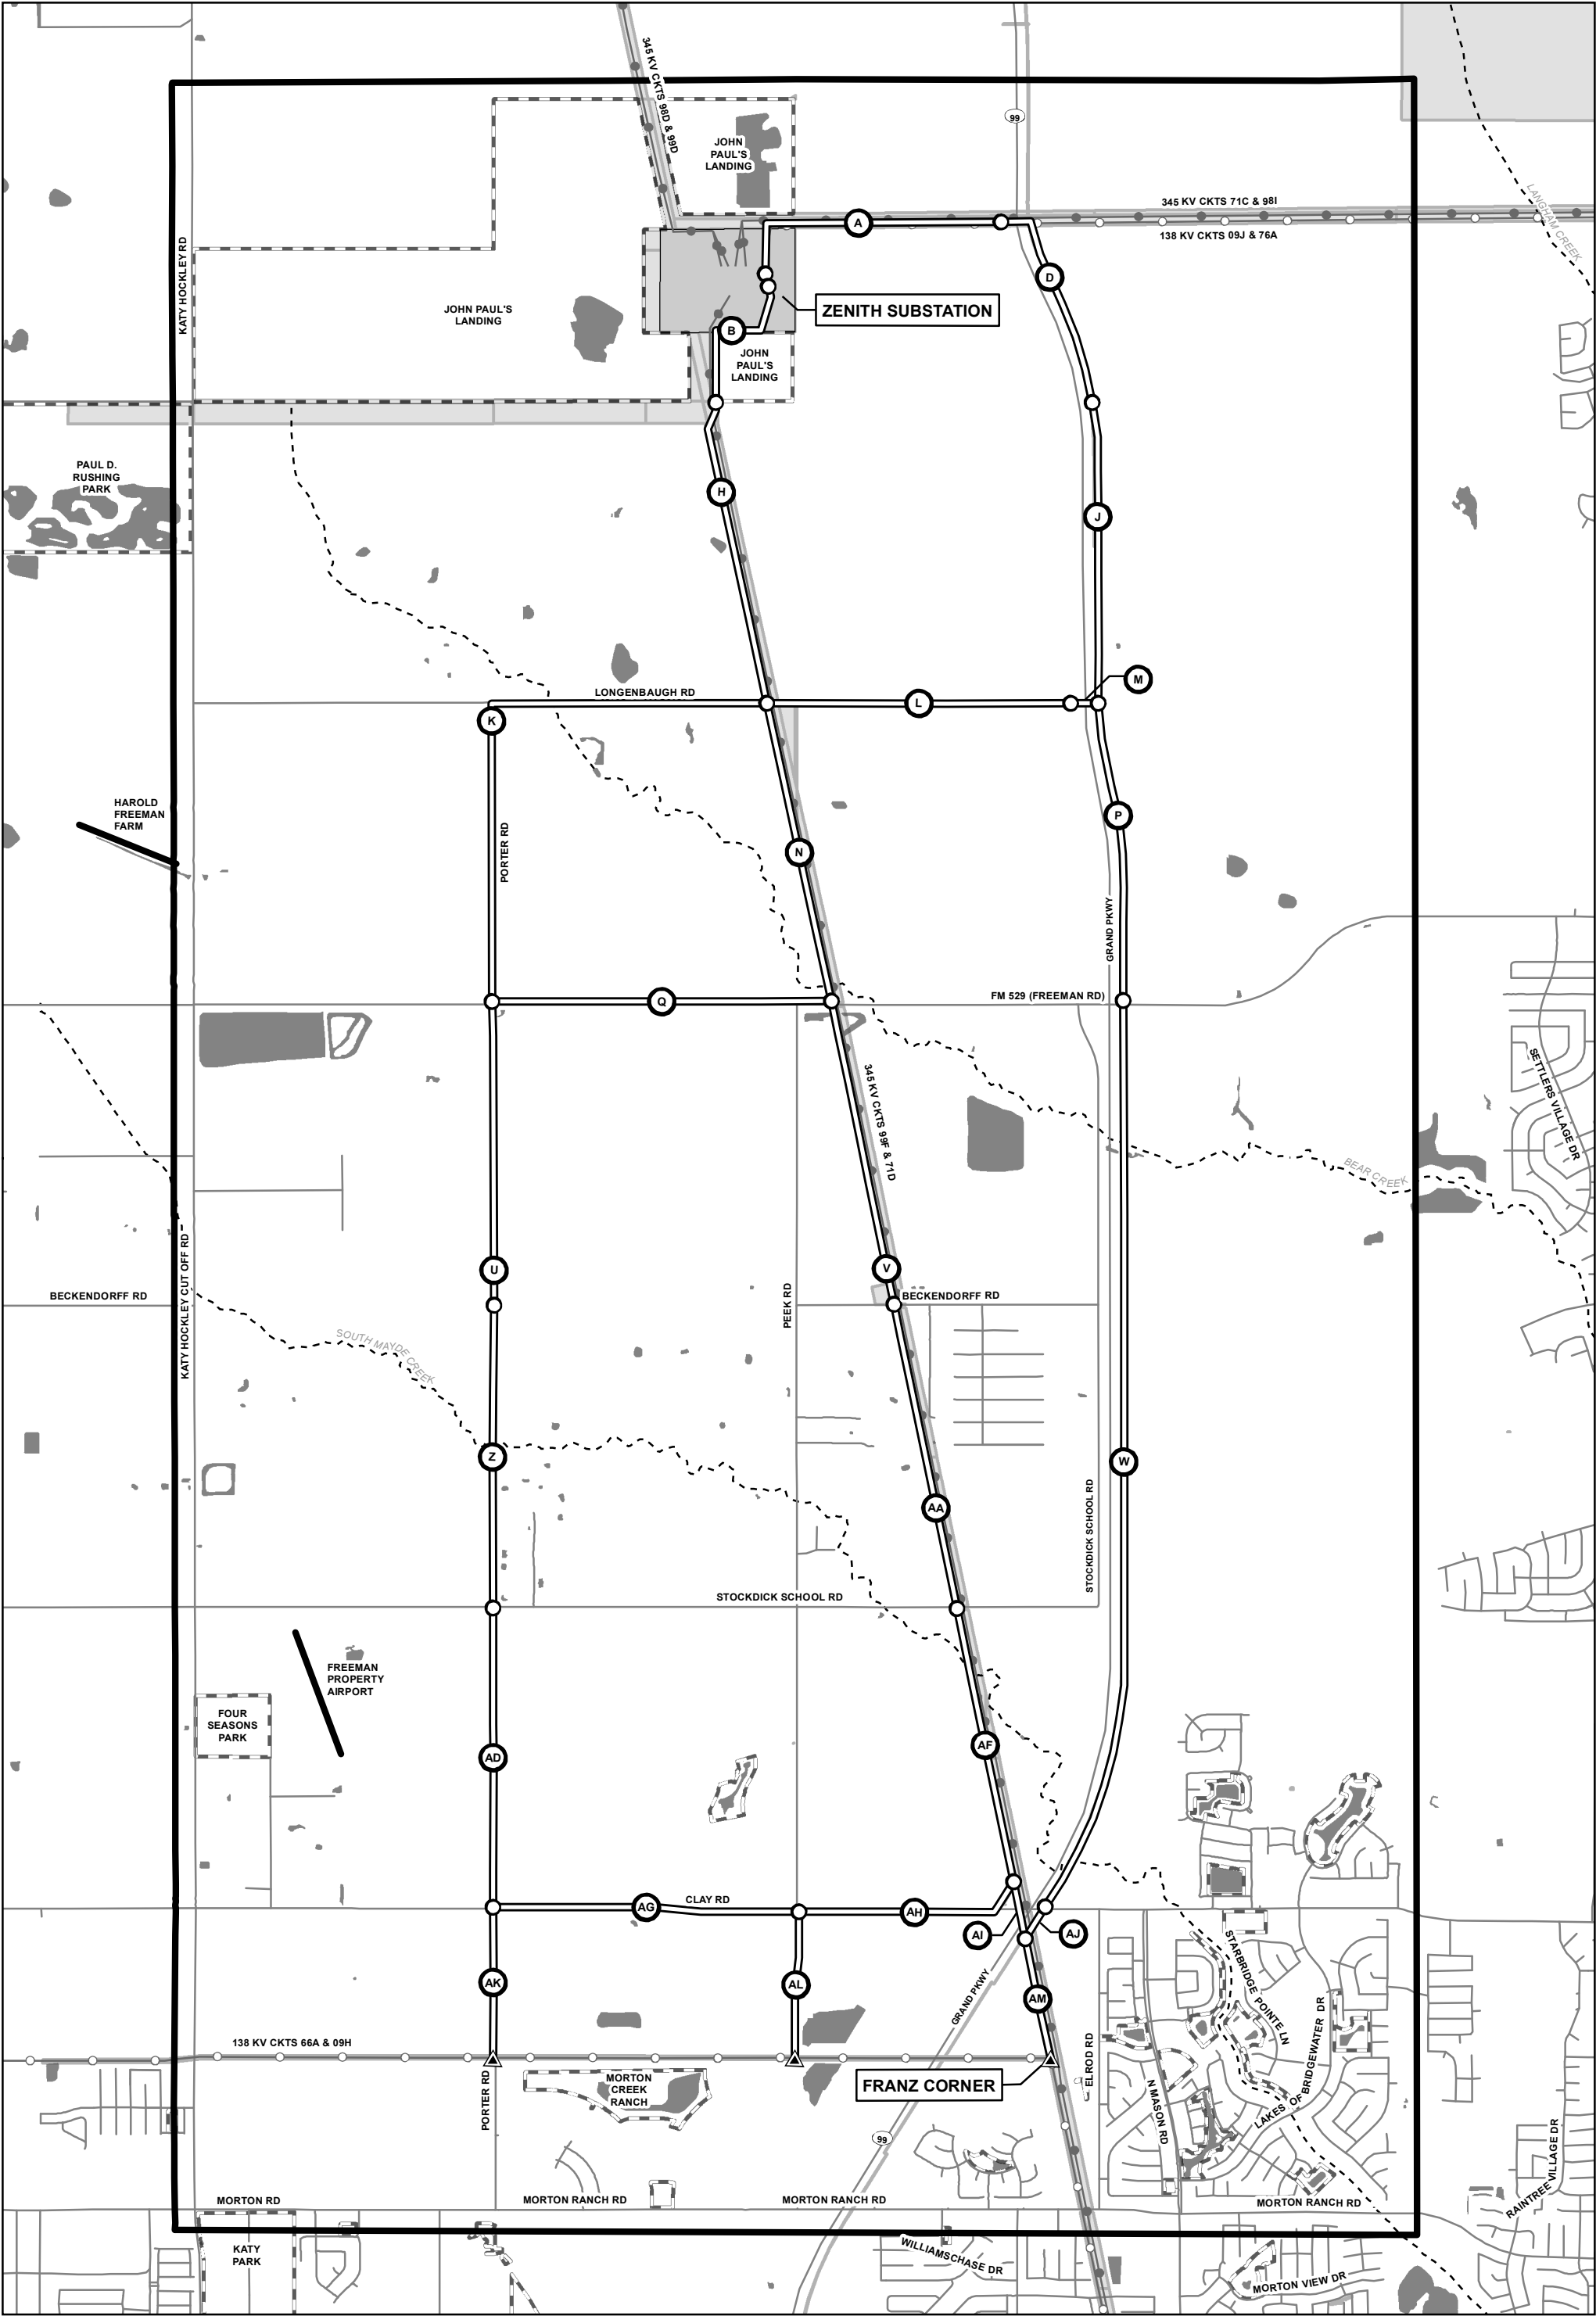 345 KV CKTS 98D & 99D
99
JOHN
PAUL'S
LANDING
LANGHAM CREEK
345 KV CKTS 71C & 98I
A
138 KV CKTS 09J & 76A
KATY HOCKLEY RD
D
JOHN PAUL'S
LANDING
ZENITH SUBSTATION
B
JOHN
PAUL'S
LANDING
PAUL D.
RUSHING
PARK
H
J
M
LONGENBAUGH RD
L
K
HAROLD
FREEMAN
FARM
PORTER RD
P
N
GRAND PKWY
Q
FM 529 (FREEMAN RD)
SETTLERS VILLAGE DR
345 KV CKTS 99F & 71D
BEAR CREEK
KATY HOCKLEY CUT OFF RD
U
V
BECKENDORFF RD
PEEK RD
BECKENDORFF RD
SOUTH MAYDE CREEK
Z
W
AA
STOCKDICK SCHOOL RD
STOCKDICK SCHOOL RD
FREEMAN
PROPERTY
AIRPORT
FOUR
SEASONS
PARK
AD
AF
AG
CLAY RD
AH
AI
AJ
STARBRIDGE POINTE LN
AK
AL
GRAND PKWY
AM
138 KV CKTS 66A & 09H
ELROD RD
LAKES OF BRIDGEWATER DR
MORTON
CREEK
RANCH
FRANZ CORNER
PORTER RD
N MASON RD
99
RAINTREE VILLAGE DR
MORTON RD
MORTON RANCH RD
MORTON RANCH RD
MORTON RANCH RD
KATY
PARK
WILLIAMSCHASE DR
MORTON VIEW DR